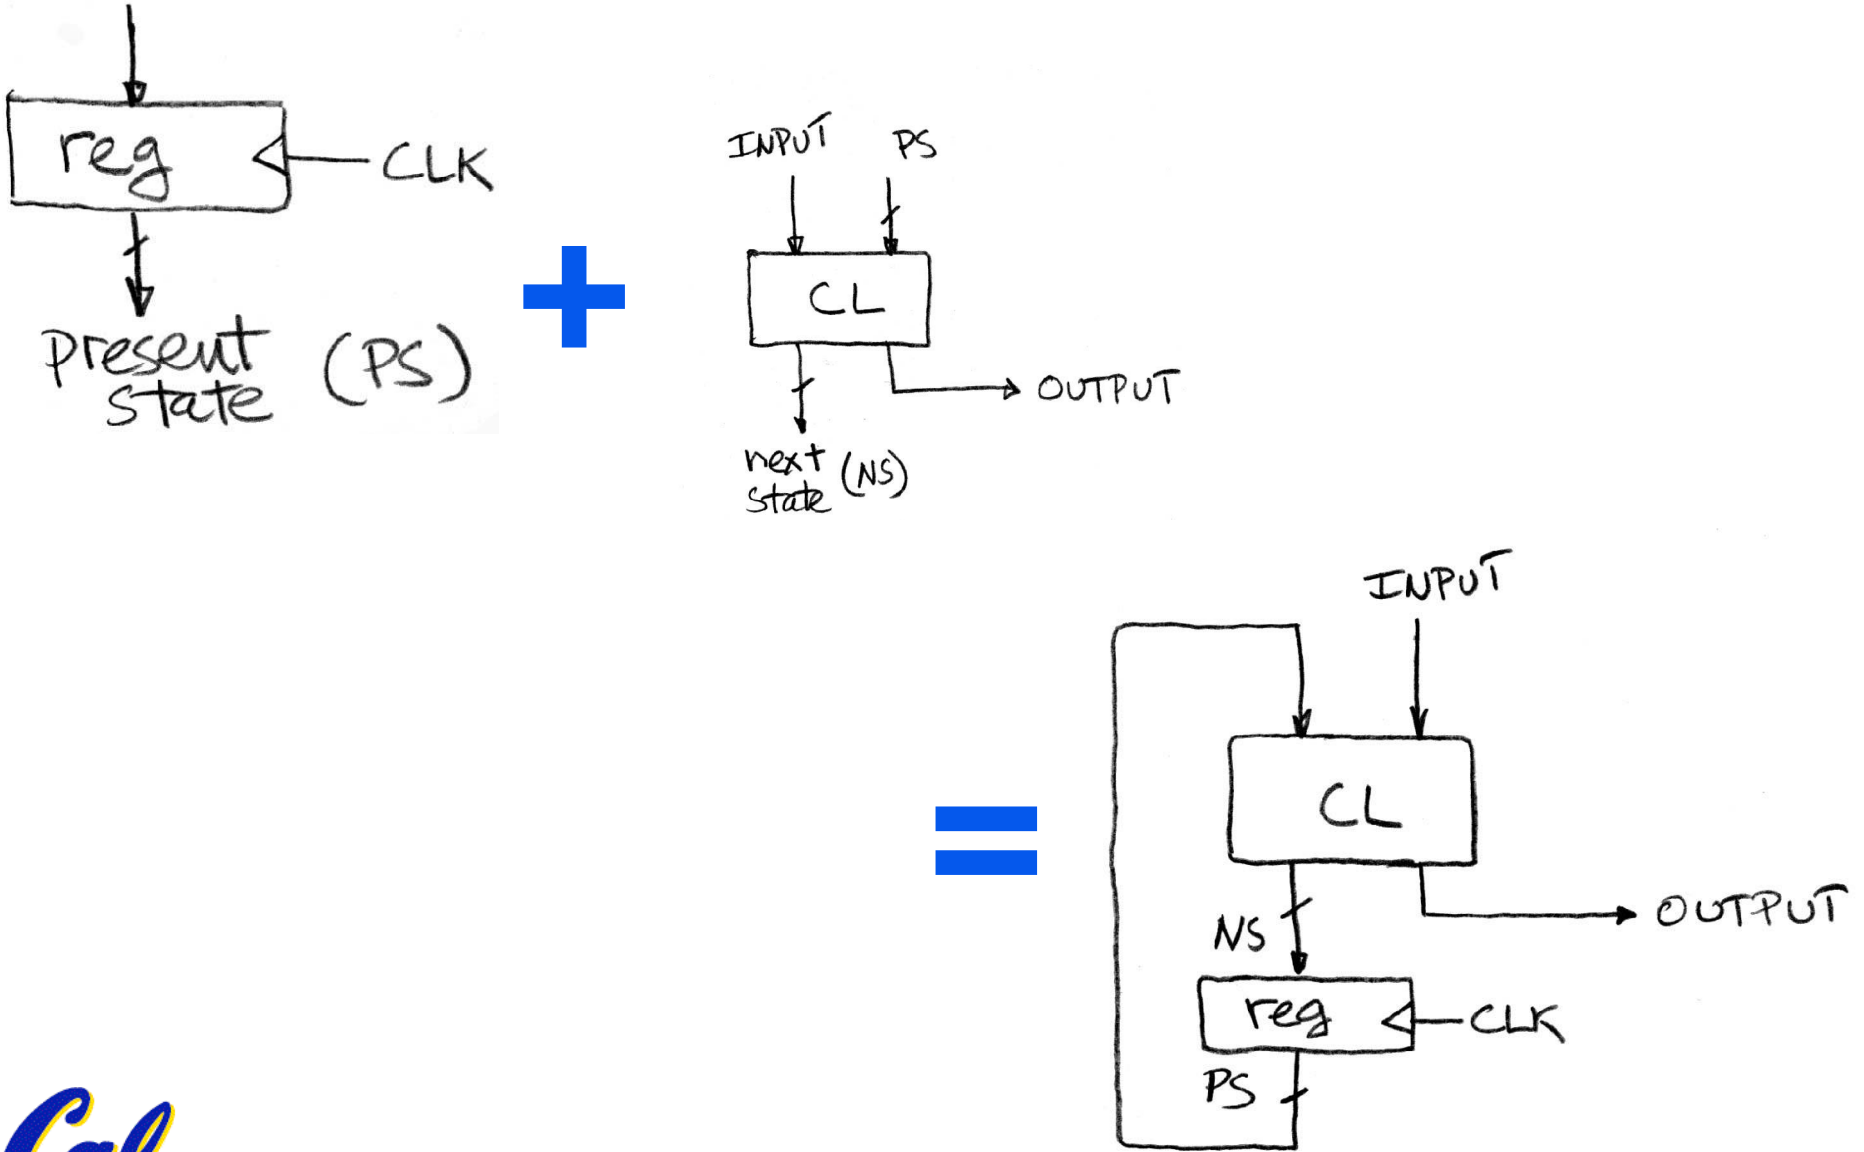 reg
CLK
present
state (PS)
+
INPUT PS
CL
OUTPUT
next
state (NS)
=
INPUT
CL
OUTPUT
NS
reg
CLK
PS
Cal